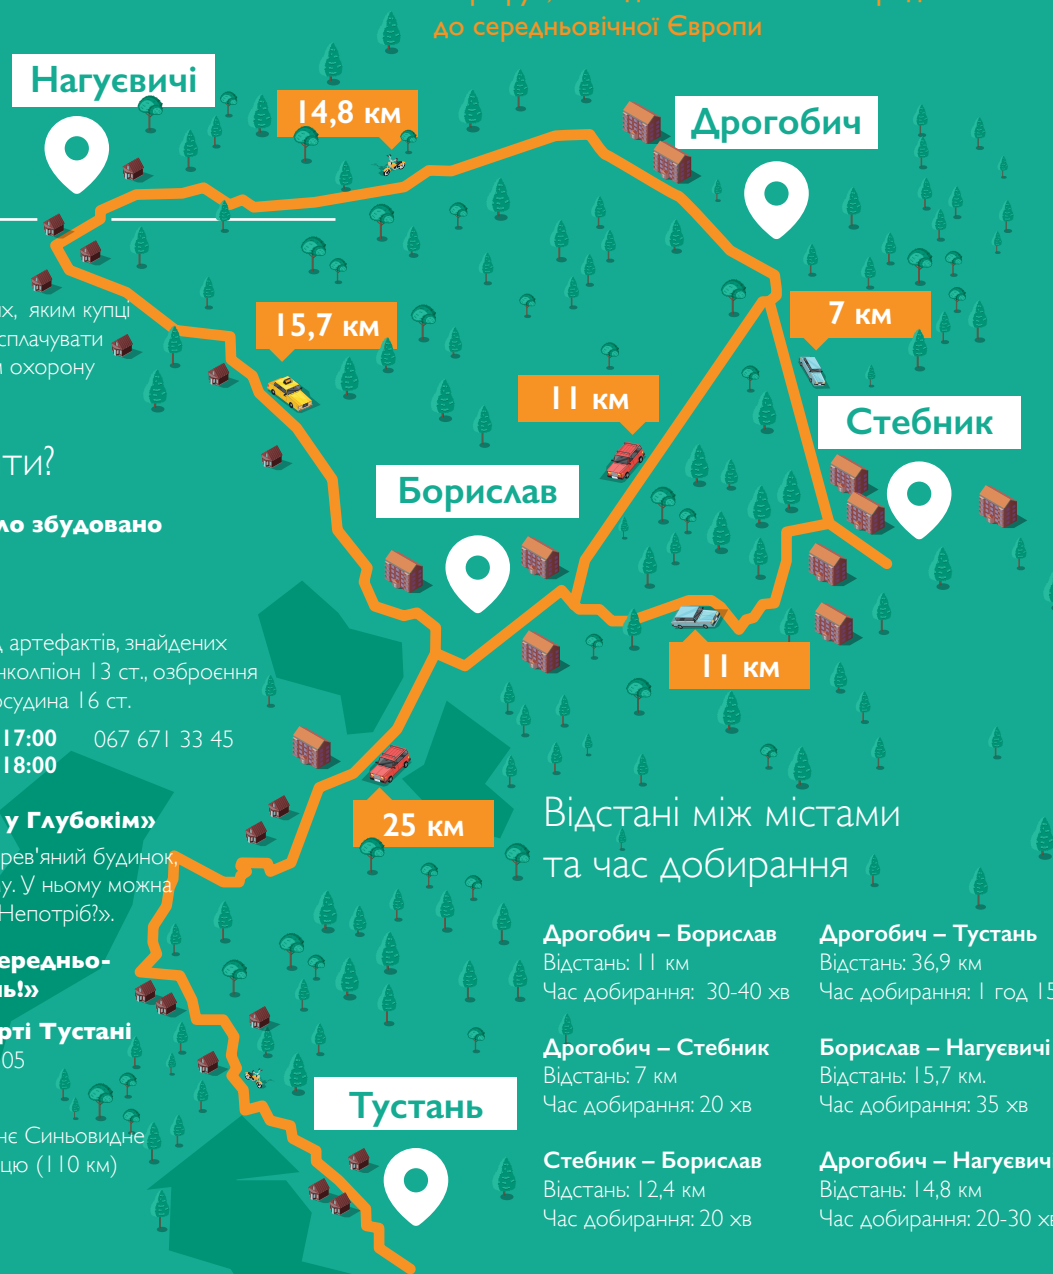 до середньовічної Європи
Нагуєвичі
14,8 км
Дрогобич
яким купці
сплачувати
охорону
15,7 км
7 км
11 км
Стебник
ти?
Борислав
ло збудовано
артефактів, знайдених
нколпіон 13 ст., озброєння
осудина 16 ст.
17:00 067 671 33 45
18:00
11 км
25 км
у Глубокім»
рев'яний будинок,
у. У ньому можна
Непотріб?».
ередньо-
нь!»
рті Тустані
05
нє Синьовидне
цю (110 км)
Тустань
Відстані між містами
та час добирання
Дрогобич – Борислав
Відстань: 11 км
Час добирання: 30-40 хв
Дрогобич – Стебник
Відстань: 7 км
Час добирання: 20 хв
Стебник – Борислав
Відстань: 12,4 км
Час добирання: 20 хв
Дрогобич – Тустань
Відстань: 36,9 км
Час добирання: 1 год 15
Борислав – Нагуєвичі
Відстань: 15,7 км.
Час добирання: 35 хв
Дрогобич – Нагуєвич
Відстань: 14,8 км
Час добирання: 20-30 хв